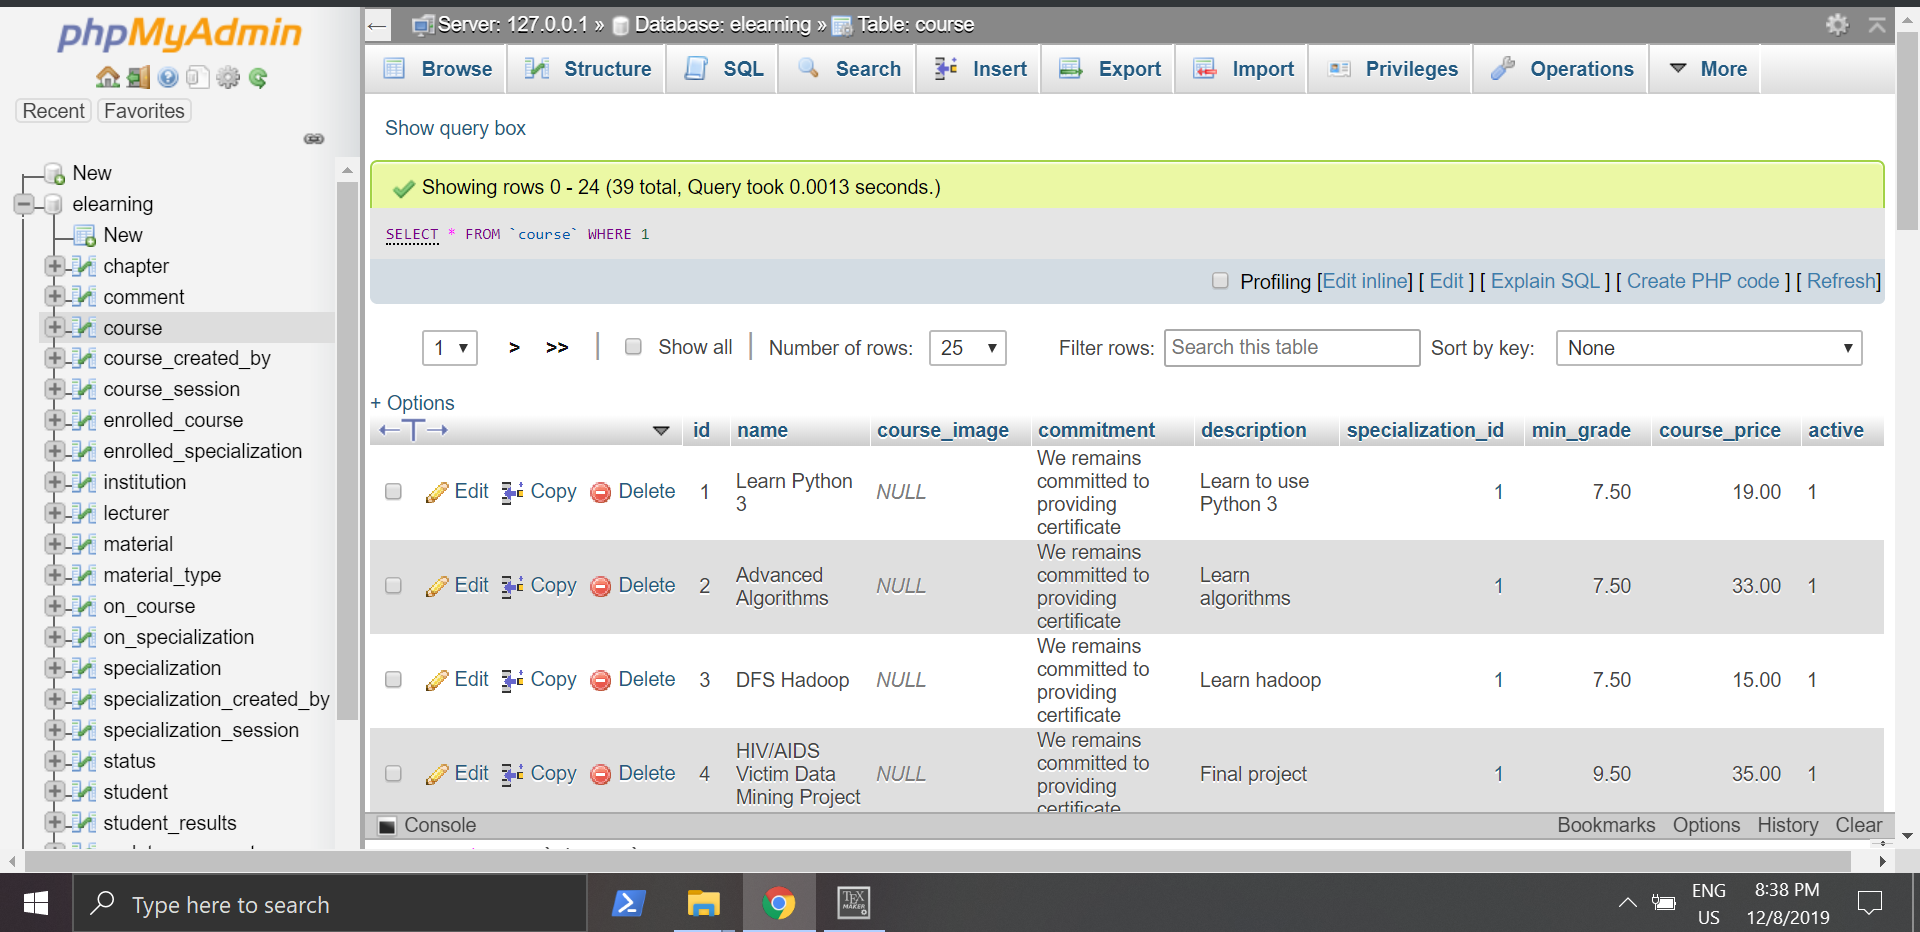 phpMyAdmin
Recent Favorites
New
elearning
New
chapter
comment
course
course_created_by
course_session
enrolled_course
enrolled_specialization
institution
lecturer
material
material_type
on_course
on_specialization
specialization
specialization_created_by
specialization_session
status
student
student_results
Server: 127.0.0.1 » Database: elearning » Table: course
Browse Structure SQL Search Insert Export Import Privileges Operations More
Show query box
Showing rows 0 - 24 (39 total, Query took 0.0013 seconds.)
SELECT * FROM `course` WHERE 1
Profiling [Edit inline] [ Edit ] [ Explain SQL ] [ Create PHP code ] [ Refresh]
1 > >> Show all Number of rows: 25 Filter rows: Search this table Sort by key: None
+ Options
id name course_image commitment description specialization_id min_grade course_price active
Edit Copy Delete 1 Learn Python 3 NULL We remains committed to providing certificate Learn to use Python 3 1 7.50 19.00 1
Edit Copy Delete 2 Advanced Algorithms NULL We remains committed to providing certificate Learn algorithms 1 7.50 33.00 1
Edit Copy Delete 3 DFS Hadoop NULL We remains committed to providing certificate Learn hadoop 1 7.50 15.00 1
Edit Copy Delete 4 HIV/AIDS Victim Data Mining Project NULL We remains committed to providing certificate Final project 1 9.50 35.00 1
Console Bookmarks Options History Clear
Type here to search
TEX
MAKER
ENG
US
8:38 PM
12/8/2019